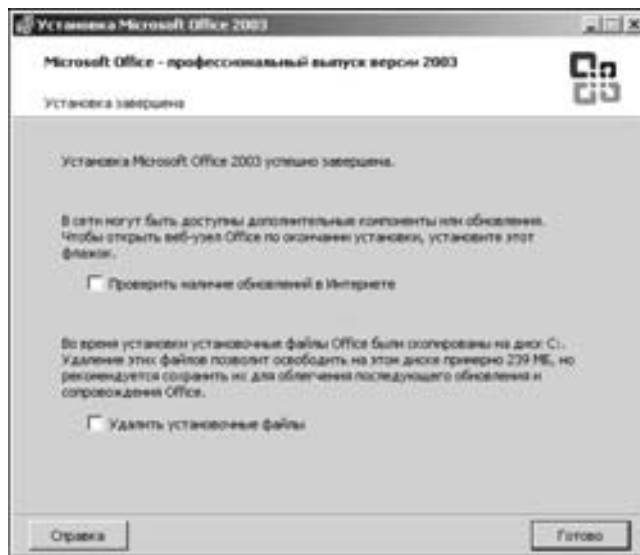 Установка Microsoft Office 2003
Microsoft Office - профессиональный выпуск версии 2003
Установка завершена
Установка Microsoft Office 2003 успешно завершена.
В сети могут быть доступны дополнительные компоненты или обновления.
Чтобы открыть веб-узел Office по окончании установки, установите этот
флажок.
Проверить наличие обновлений в Интернете
Во время установки установочные файлы Office были скопированы на диск C:.
Удаление этих файлов позволит освободить на этом диске примерно 239 МБ, но
рекомендуется сохранить их для облегчения последующего обновления и
сопровождения Office.
Удалить установочные файлы
Справка
Готово